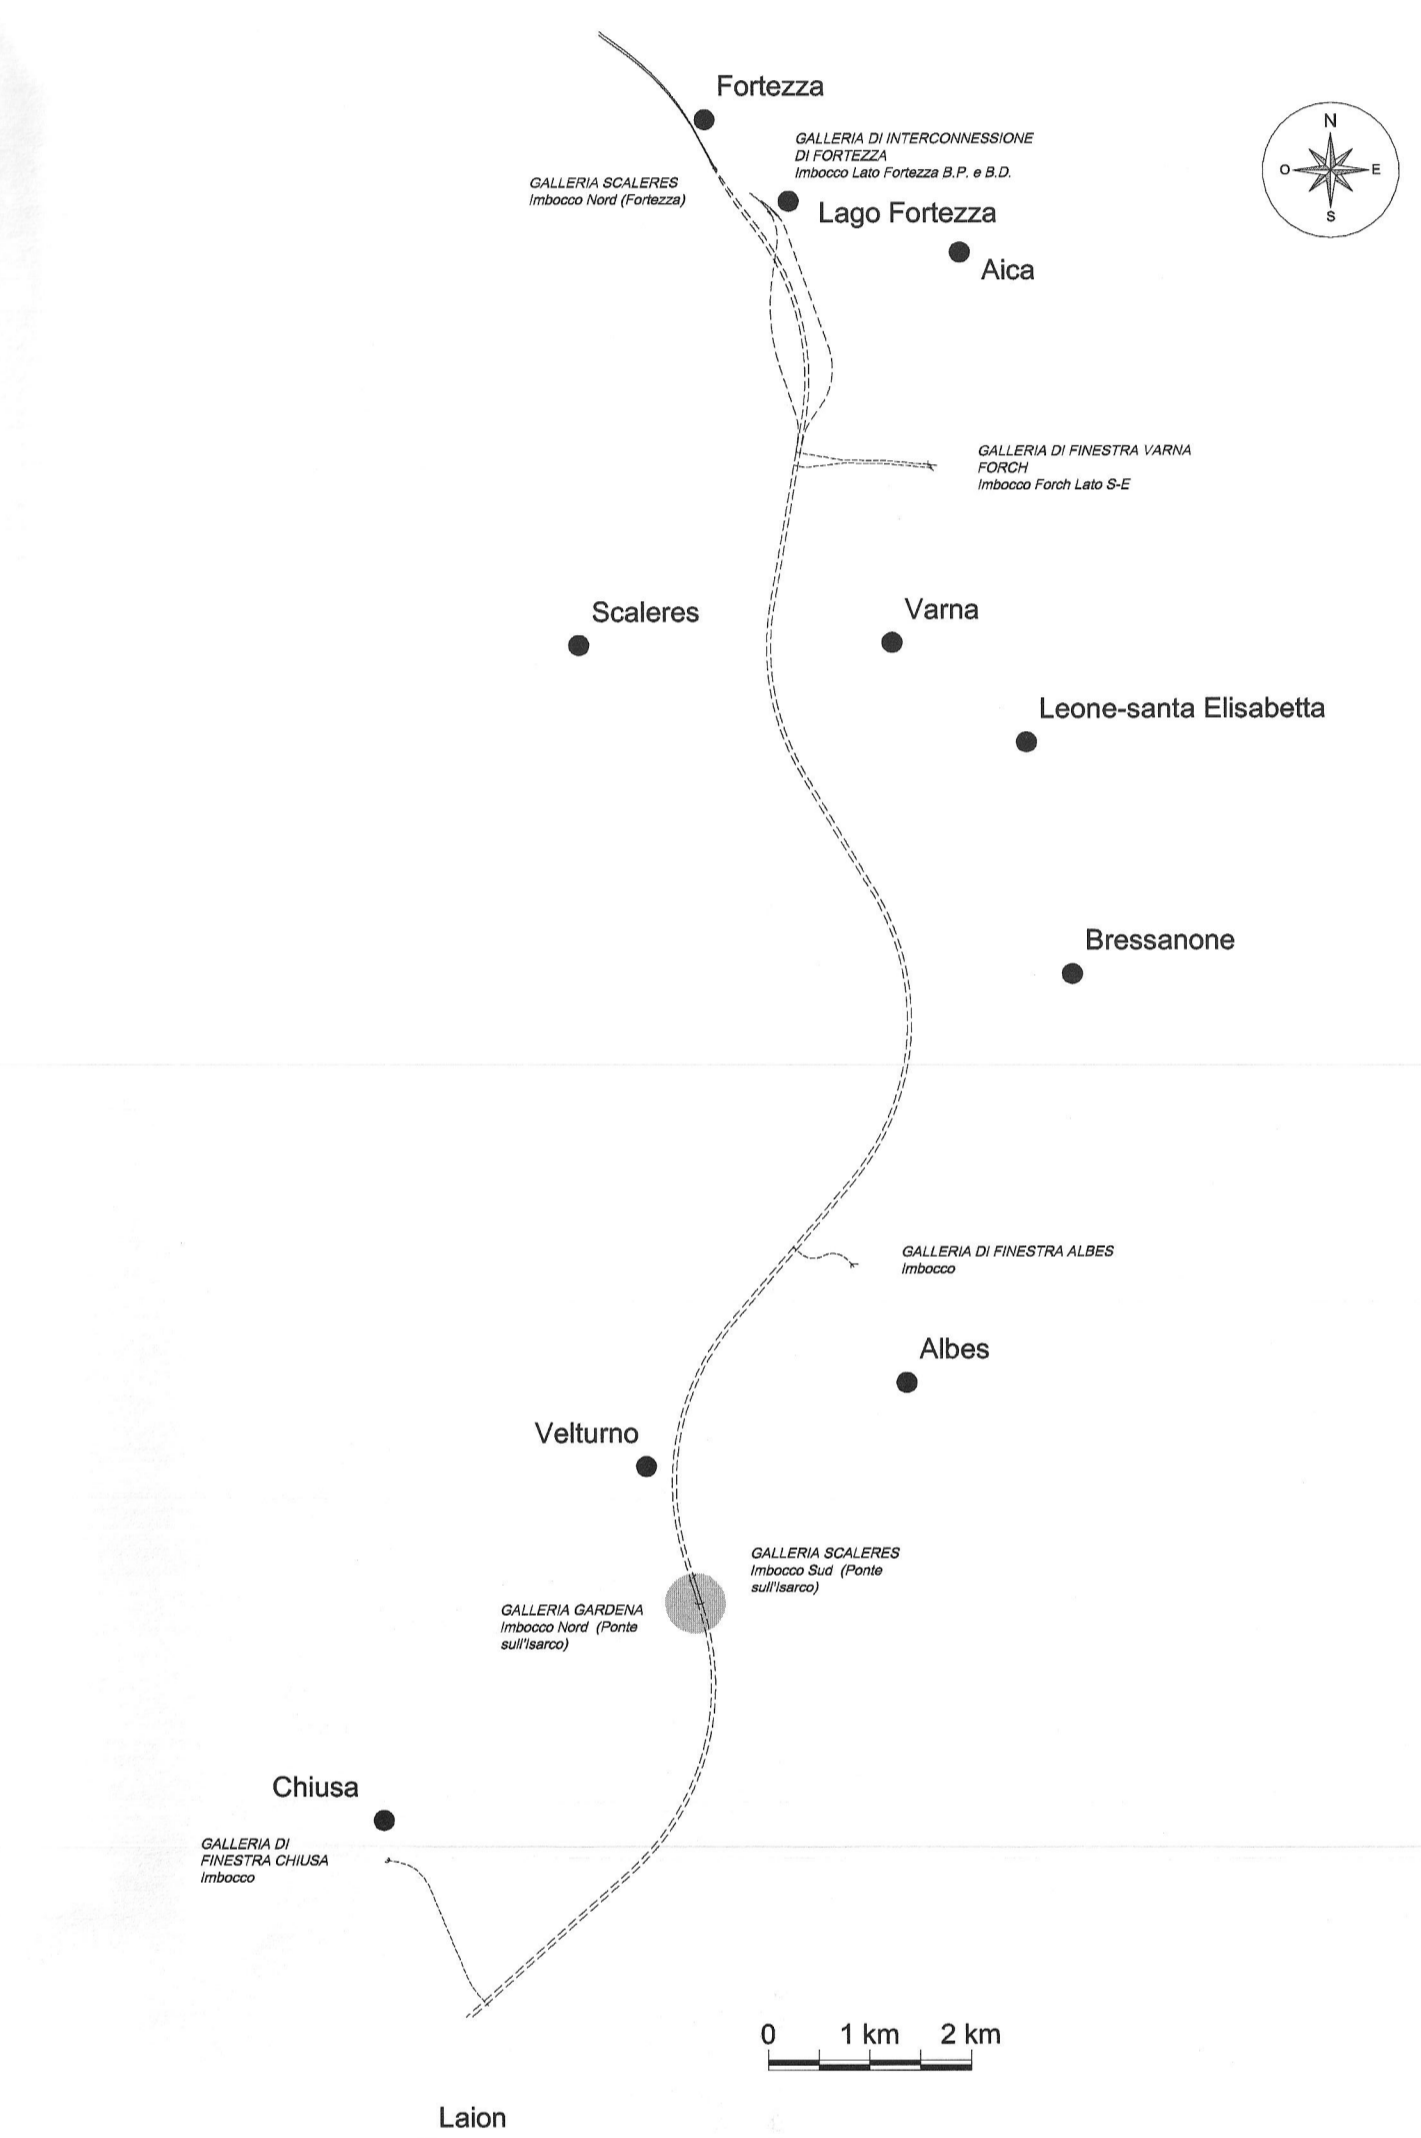 Fortezza
GALLERIA DI INTERCONNESSIONE
DI FORTEZZA
Imbocco Lato Fortezza B.P. e B.D.
N
O
E
S
GALLERIA SCALERES
Imbocco Nord (Fortezza)
Lago Fortezza
Aica
GALLERIA DI FINESTRA VARNA
FORCH
Imbocco Forch Lato S-E
Scaleres
Varna
Leone-santa Elisabetta
Bressanone
GALLERIA DI FINESTRA ALBES
Imbocco
Albes
Velturno
GALLERIA SCALERES
Imbocco Sud (Ponte
sull'Isarco)
GALLERIA GARDENA
Imbocco Nord (Ponte
sull'Isarco)
Chiusa
GALLERIA DI
FINESTRA CHIUSA
Imbocco
0 1 km 2 km
Laion